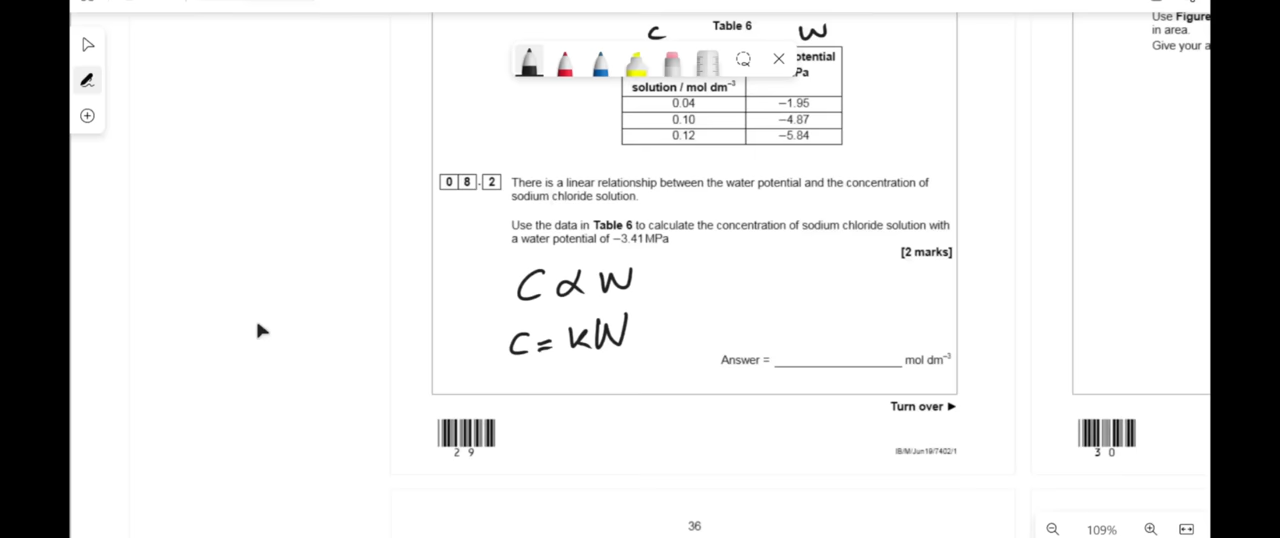 Table 6
C W
otential
Pa
solution / mol dm⁻³
0.04 −1.95
0.10 −4.87
0.12 −5.84
0 8 . 2 There is a linear relationship between the water potential and the concentration of
sodium chloride solution.
Use the data in Table 6 to calculate the concentration of sodium chloride solution with
a water potential of −3.41 MPa
[2 marks]
C ∝ W
C = kW
Answer = ____________ mol dm⁻³
Turn over ►
2 9
IB/M/Jun19/7402/1
36
Use Figure
in area.
Give your a
3 0
109%